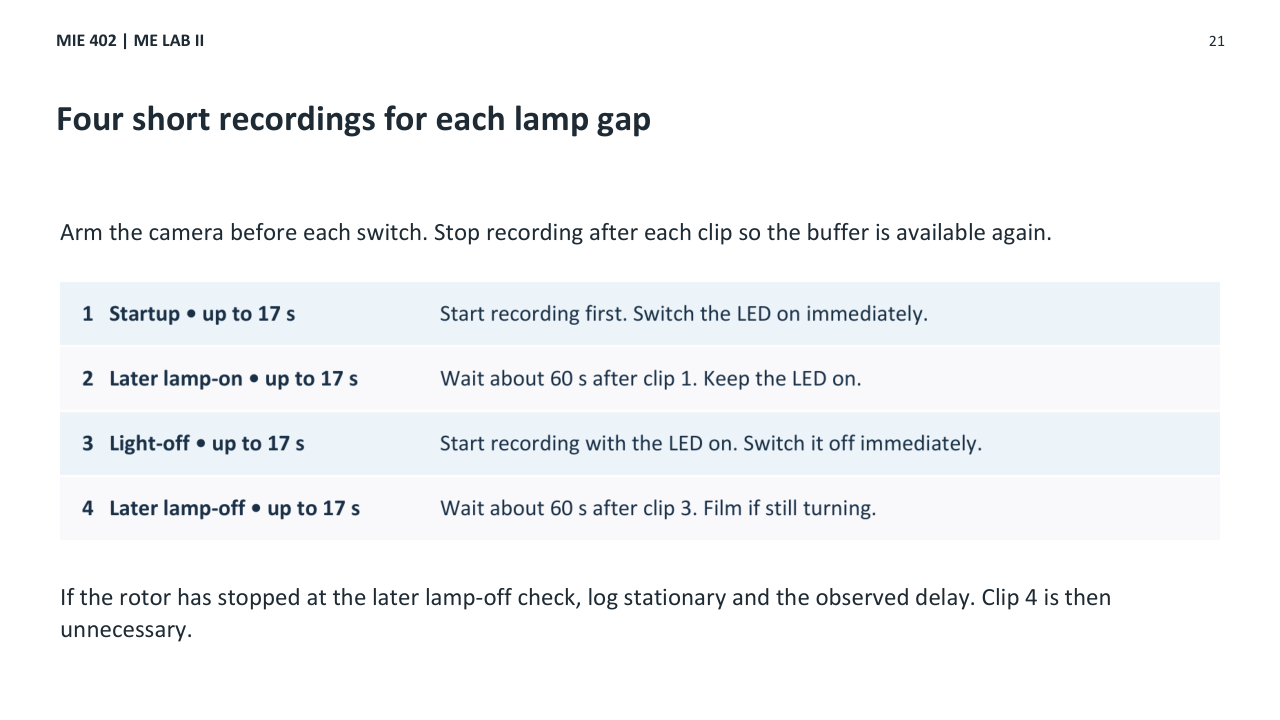 MIE 402 | ME LAB II
21
Four short recordings for each lamp gap
Arm the camera before each switch. Stop recording after each clip so the buffer is available again.
1 Startup • up to 17 s Start recording first. Switch the LED on immediately.
2 Later lamp-on • up to 17 s Wait about 60 s after clip 1. Keep the LED on.
3 Light-off • up to 17 s Start recording with the LED on. Switch it off immediately.
4 Later lamp-off • up to 17 s Wait about 60 s after clip 3. Film if still turning.
If the rotor has stopped at the later lamp-off check, log stationary and the observed delay. Clip 4 is then
unnecessary.